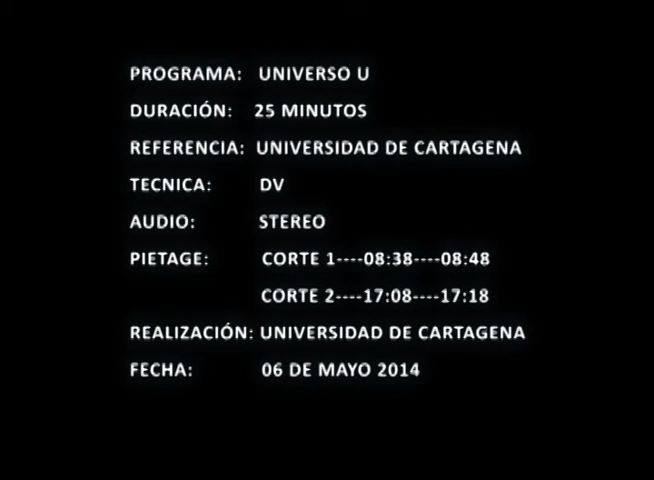 PROGRAMA: UNIVERSO U
DURACIÓN: 25 MINUTOS
REFERENCIA: UNIVERSIDAD DE CARTAGENA
TECNICA: DV
AUDIO: STEREO
PIETAGE: CORTE 1----08:38----08:48
CORTE 2----17:08----17:18
REALIZACIÓN: UNIVERSIDAD DE CARTAGENA
FECHA: 06 DE MAYO 2014